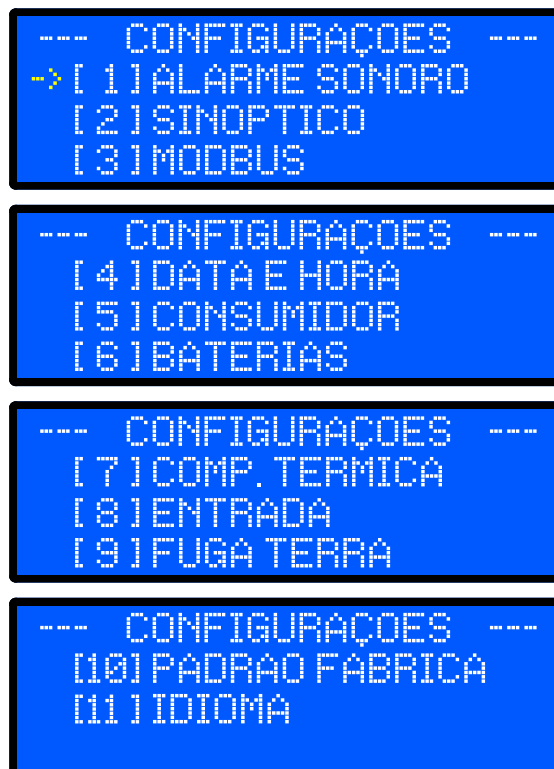 --- CONFIGURAÇOES ---
->[ 1]ALARME SONORO
[2]SINOPTICO
[3]MODBUS
--- CONFIGURAÇOES ---
[4]DATA E HORA
[5]CONSUMIDOR
[6]BATERIAS
--- CONFIGURAÇOES ---
[7]COMP. TERMICA
[8]ENTRADA
[9]FUGA TERRA
--- CONFIGURAÇOES ---
[10]PADRAO FABRICA
[11]IDIOMA